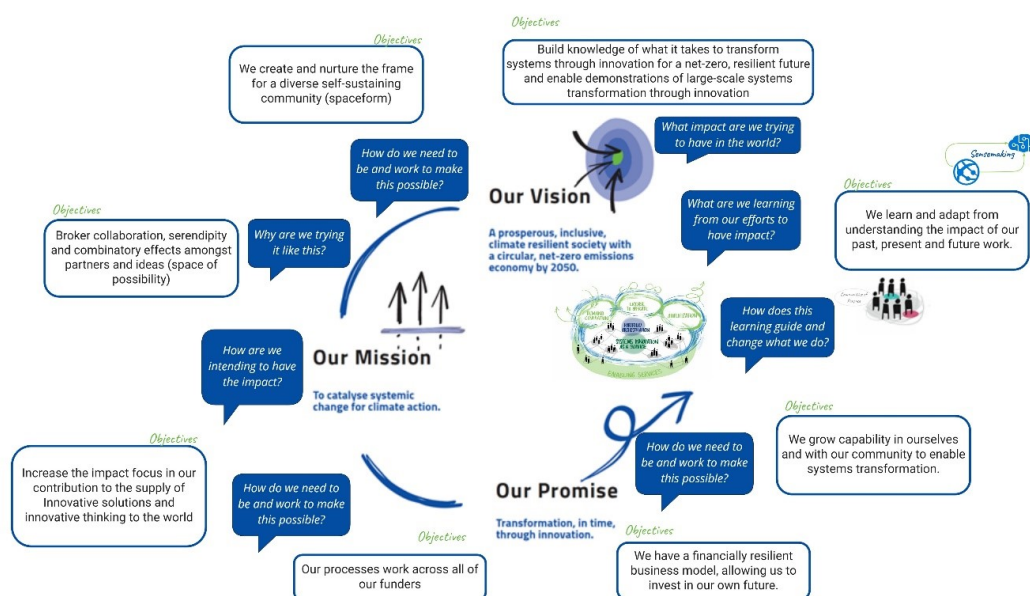 Objectives
We create and nurture the frame
for a diverse self-sustaining
community (spaceform)
Objectives
Build knowledge of what it takes to transform
systems through innovation for a net-zero, resilient future
and enable demonstrations of large-scale systems
transformation through innovation
What impact are we trying
to have in the world?
How do we need to
be and work to make
this possible?
Our Vision
A prosperous, inclusive,
climate resilient society with
a circular, net-zero emissions
economy by 2050.
What are we learning
from our efforts to
have impact?
Sensemaking
Objectives
We learn and adapt from
understanding the impact of our
past, present and future work.
Objectives
Broker collaboration, serendipity
and combinatory effects amongst
partners and ideas (space of
possibility)
Why are we trying
it like this?
How does this
learning guide and
change what we do?
SYSTEMS INNOVATION
AS A SERVICE
ENABLING SERVICES
How are we
intending to have
the impact?
Our Mission
To catalyse systemic
change for climate action.
Objectives
We grow capability in ourselves
and with our community to enable
systems transformation.
Objectives
Increase the impact focus in our
contribution to the supply of
Innovative solutions and
innovative thinking to the world
How do we need to
be and work to make
this possible?
How do we need to
be and work to make
this possible?
Our Promise
Transformation, in time,
through innovation.
Objectives
Our processes work across all of
our funders
Objectives
We have a financially resilient
business model, allowing us to
invest in our own future.